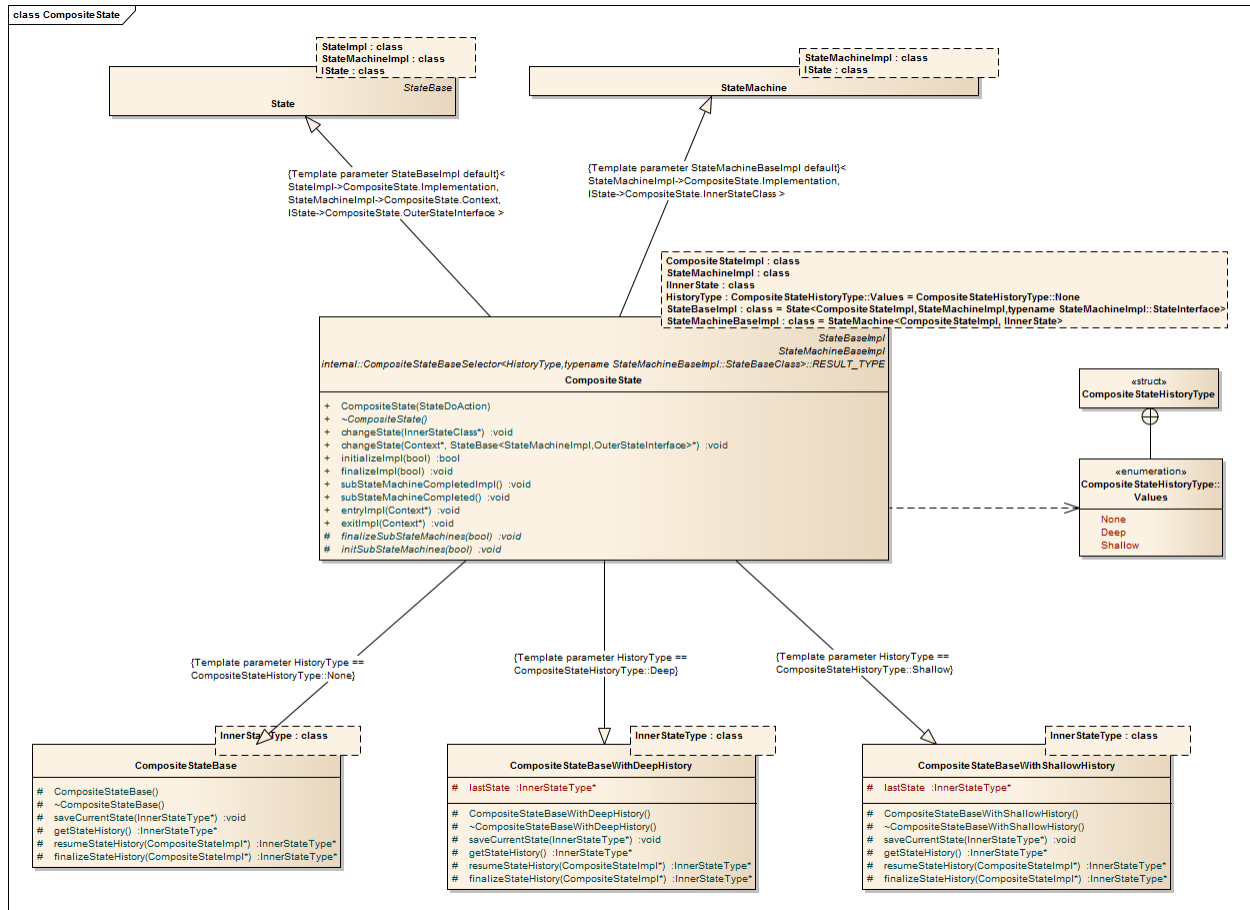 class CompositeState
StateImpl : class
StateMachineImpl : class
IState : class
StateBase
State
StateMachineImpl : class
IState : class
StateMachine
{Template parameter StateBaseImpl default}<
StateImpl->CompositeState.Implementation,
StateMachineImpl->CompositeState.Context,
IState->CompositeState.OuterStateInterface >
{Template parameter StateMachineBaseImpl default}<
StateMachineImpl->CompositeState.Implementation,
IState->CompositeState.InnerStateClass >
CompositeStateImpl : class
StateMachineImpl : class
IInnerState : class
HistoryType : CompositeStateHistoryType::Values = CompositeStateHistoryType::None
StateBaseImpl : class = State<CompositeStateImpl,StateMachineImpl,typename StateMachineImpl::StateInterface>
StateMachineBaseImpl : class = StateMachine<CompositeStateImpl, IInnerState>
StateBaseImpl
StateMachineBaseImpl
internal::CompositeStateBaseSelector<HistoryType,typename StateMachineBaseImpl::StateBaseClass>::RESULT_TYPE
CompositeState
+ CompositeState(StateDoAction)
+ ~CompositeState()
+ changeState(InnerStateClass*) :void
+ changeState(Context*, StateBase<StateMachineImpl,OuterStateInterface>*) :void
+ initializeImpl(bool) :bool
+ finalizeImpl(bool) :void
+ subStateMachineCompletedImpl() :void
+ subStateMachineCompleted() :void
+ entryImpl(Context*) :void
+ exitImpl(Context*) :void
# finalizeSubStateMachines(bool) :void
# initSubStateMachines(bool) :void
«struct»
CompositeStateHistoryType
«enumeration»
CompositeStateHistoryType::
Values
None
Deep
Shallow
{Template parameter HistoryType ==
CompositeStateHistoryType::None}
{Template parameter HistoryType ==
CompositeStateHistoryType::Deep}
{Template parameter HistoryType ==
CompositeStateHistoryType::Shallow}
InnerStateType : class
CompositeStateBase
# CompositeStateBase()
# ~CompositeStateBase()
# saveCurrentState(InnerStateType*) :void
# getStateHistory() :InnerStateType*
# resumeStateHistory(CompositeStateImpl*) :InnerStateType*
# finalizeStateHistory(CompositeStateImpl*) :InnerStateType*
InnerStateType : class
CompositeStateBaseWithDeepHistory
# lastState :InnerStateType*
# CompositeStateBaseWithDeepHistory()
# ~CompositeStateBaseWithDeepHistory()
# saveCurrentState(InnerStateType*) :void
# getStateHistory() :InnerStateType*
# resumeStateHistory(CompositeStateImpl*) :InnerStateType*
# finalizeStateHistory(CompositeStateImpl*) :InnerStateType*
InnerStateType : class
CompositeStateBaseWithShallowHistory
# lastState :InnerStateType*
# CompositeStateBaseWithShallowHistory()
# ~CompositeStateBaseWithShallowHistory()
# saveCurrentState(InnerStateType*) :void
# getStateHistory() :InnerStateType*
# resumeStateHistory(CompositeStateImpl*) :InnerStateType*
# finalizeStateHistory(CompositeStateImpl*) :InnerStateType*